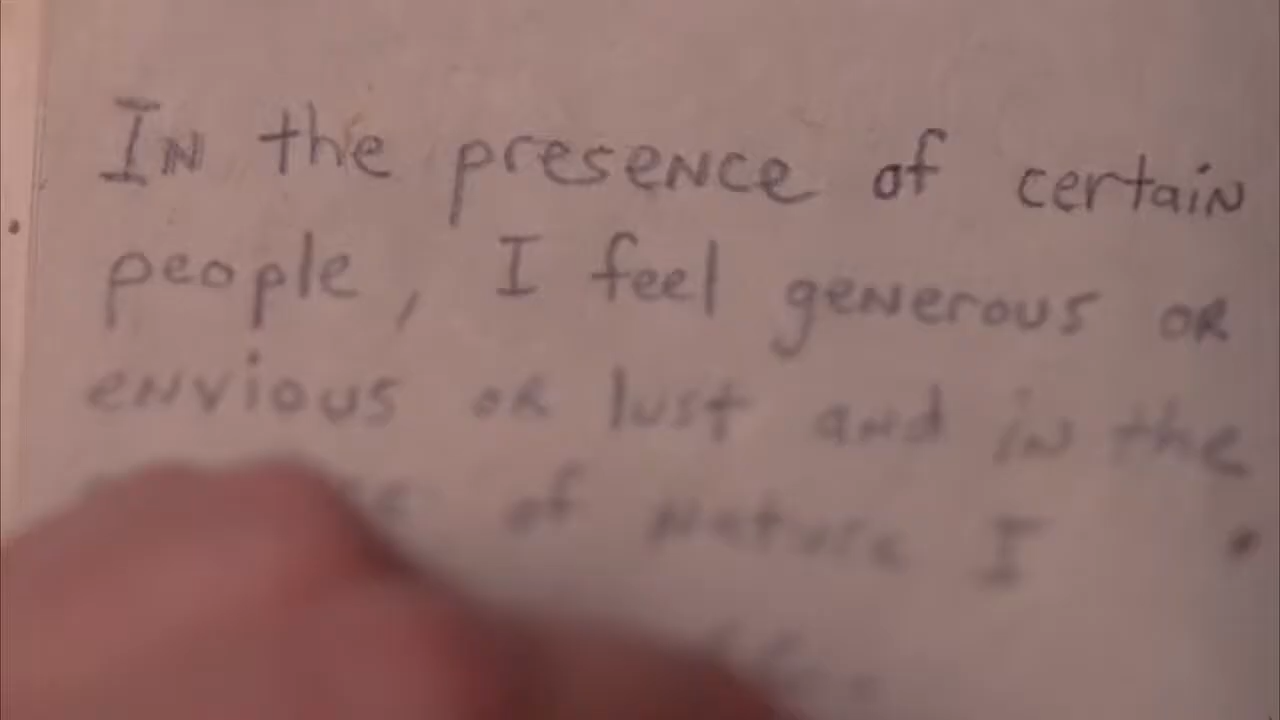 In the presence of certain
people, I feel generous or
envious or lust and in the
of nature I